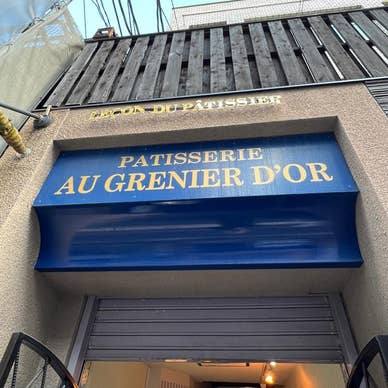 LEÇON DU PÂTISSIER
PATISSERIE
AU GRENIER D'OR